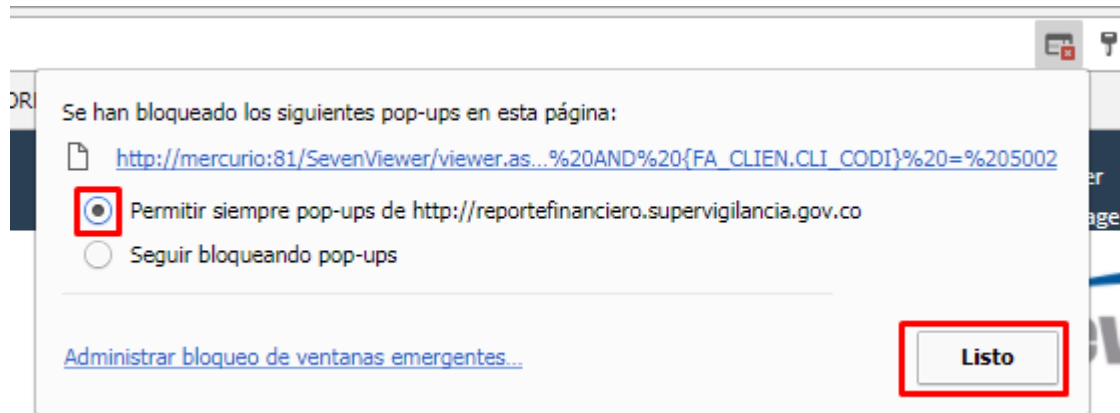 Se han bloqueado los siguientes pop-ups en esta página:
http://mercurio:81/SevenViewer/viewer.as...%20AND%20{FA_CLIEN.CLI_CODI}%20=%205002
Permitir siempre pop-ups de http://reportefinanciero.supervigilancia.gov.co
Seguir bloqueando pop-ups
Administrar bloqueo de ventanas emergentes...
Listo